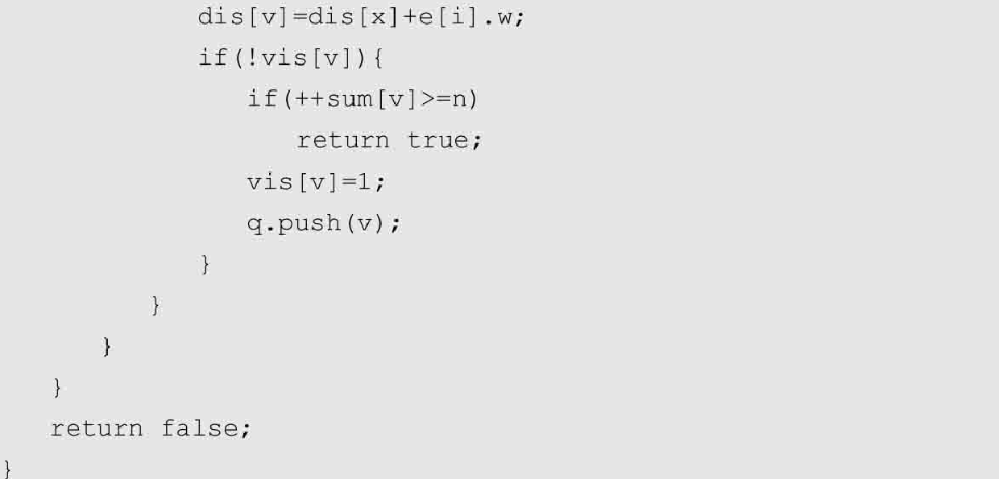 dis[v]=dis[x]+e[i].w;
if(!vis[v]){
if(++sum[v]>=n)
return true;
vis[v]=1;
q.push(v);
}
}
}
}
return false;
}